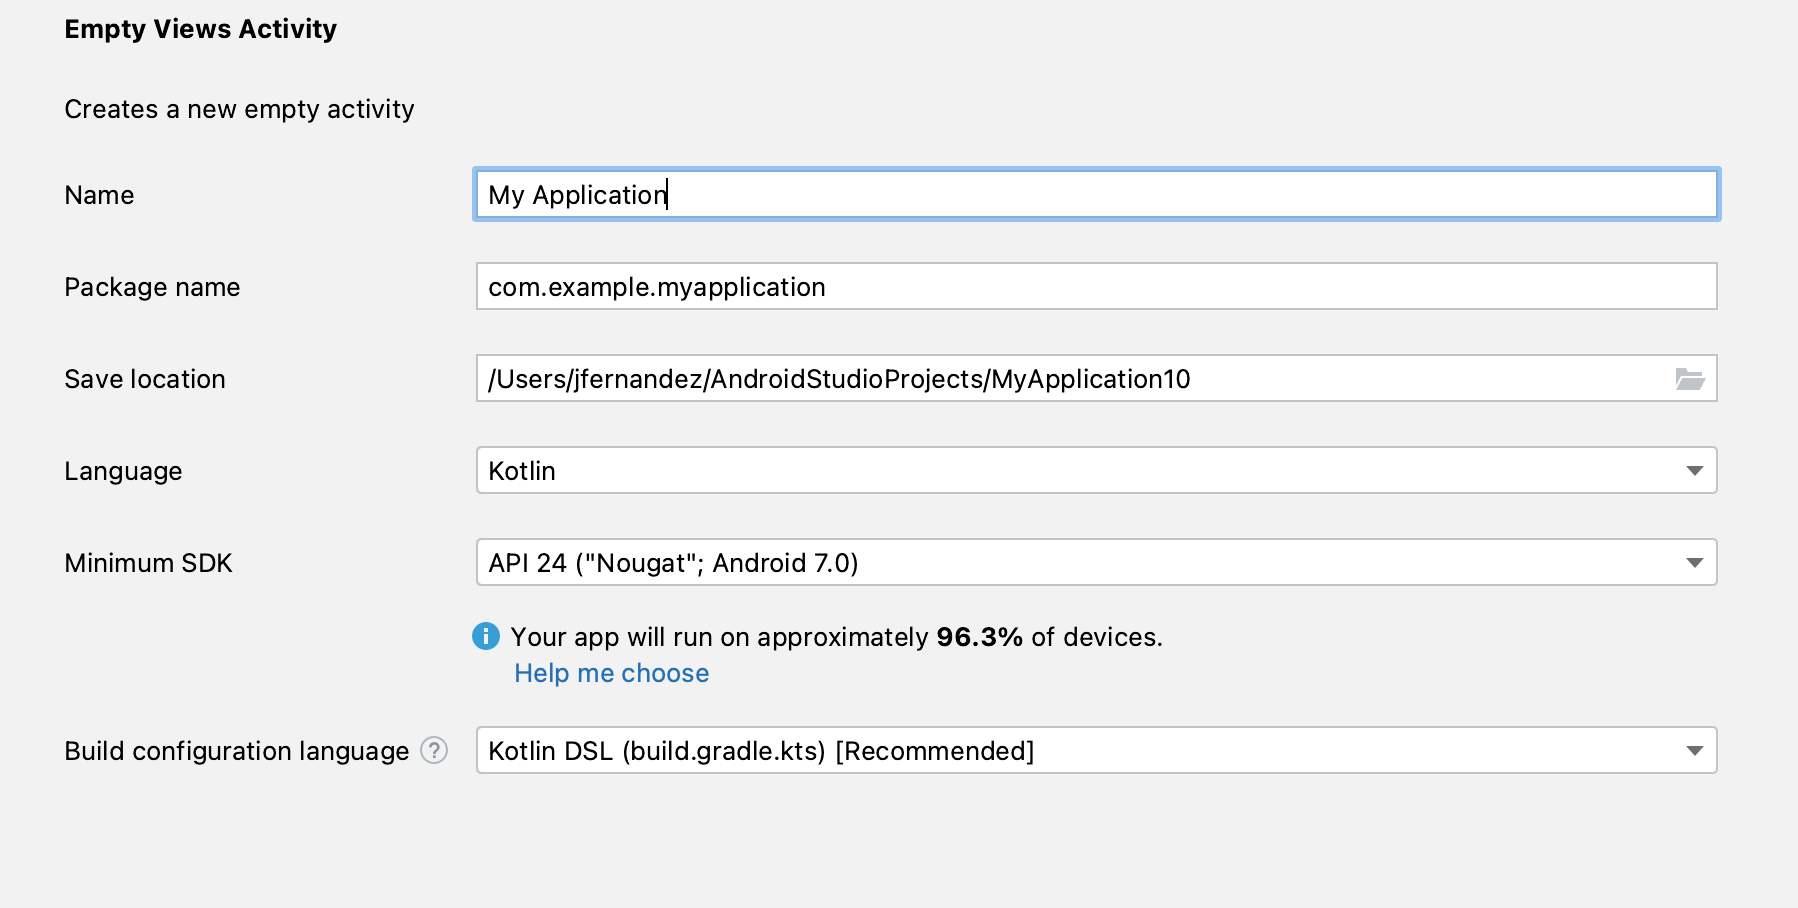 Empty Views Activity
Creates a new empty activity
Name
My Application
Package name
com.example.myapplication
Save location
/Users/jfernandez/AndroidStudioProjects/MyApplication10
Language
Kotlin
Minimum SDK
API 24 ("Nougat"; Android 7.0)
Your app will run on approximately 96.3% of devices.
Help me choose
Build configuration language ?
Kotlin DSL (build.gradle.kts) [Recommended]